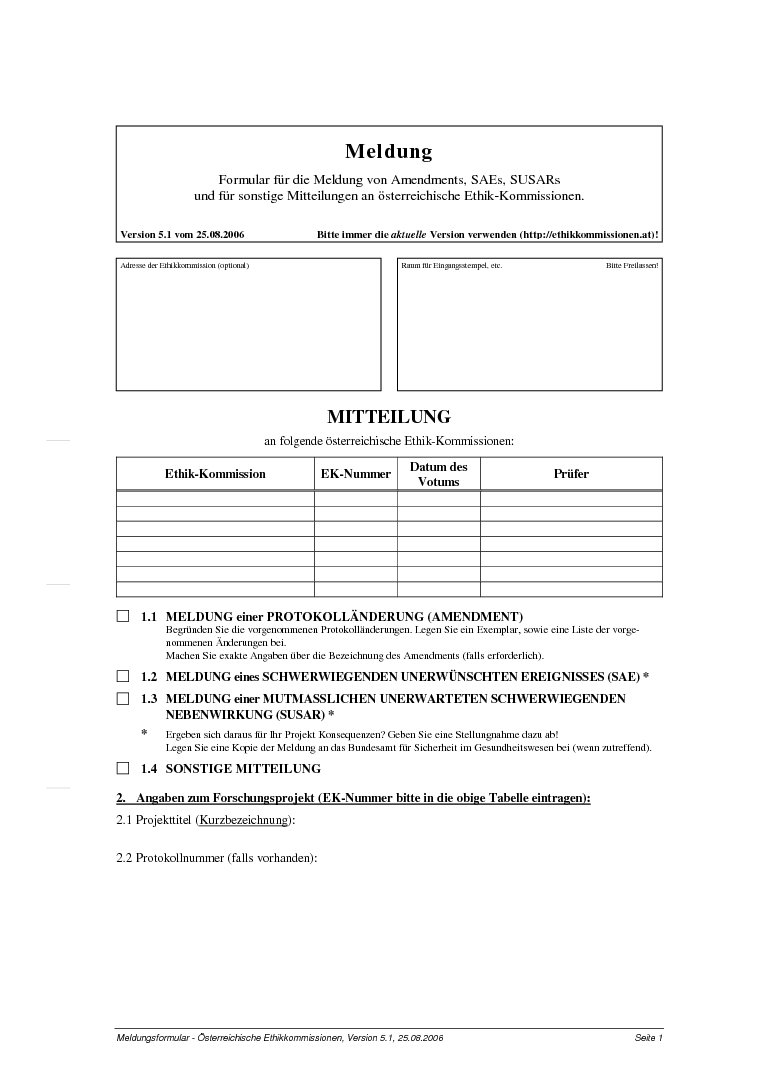 Meldung
Formular für die Meldung von Amendments, SAEs, SUSARs
und für sonstige Mitteilungen an österreichische Ethik-Kommissionen.
Version 5.1 vom 25.08.2006 Bitte immer die aktuelle Version verwenden (http://ethikkommissionen.at)!
Adresse der Ethikkommission (optional)
Raum für Eingangsstempel, etc. Bitte Freilassen!
MITTEILUNG
an folgende österreichische Ethik-Kommissionen:
Ethik-Kommission EK-Nummer Datum des Votums Prüfer
1.1 MELDUNG einer PROTOKOLLÄNDERUNG (AMENDMENT)
Begründen Sie die vorgenommenen Protokolländerungen. Legen Sie ein Exemplar, sowie eine Liste der vorge-
nommenen Änderungen bei.
Machen Sie exakte Angaben über die Bezeichnung des Amendments (falls erforderlich).
1.2 MELDUNG eines SCHWERWIEGENDEN UNERWÜNSCHTEN EREIGNISSES (SAE) *
1.3 MELDUNG einer MUTMASSLICHEN UNERWARTETEN SCHWERWIEGENDEN
NEBENWIRKUNG (SUSAR) *
* Ergeben sich daraus für Ihr Projekt Konsequenzen? Geben Sie eine Stellungnahme dazu ab!
Legen Sie eine Kopie der Meldung an das Bundesamt für Sicherheit im Gesundheitswesen bei (wenn zutreffend).
1.4 SONSTIGE MITTEILUNG
2. Angaben zum Forschungsprojekt (EK-Nummer bitte in die obige Tabelle eintragen):
2.1 Projekttitel (Kurzbezeichnung):
2.2 Protokollnummer (falls vorhanden):
Meldungsformular - Österreichische Ethikkommissionen, Version 5.1, 25.08.2006 Seite 1